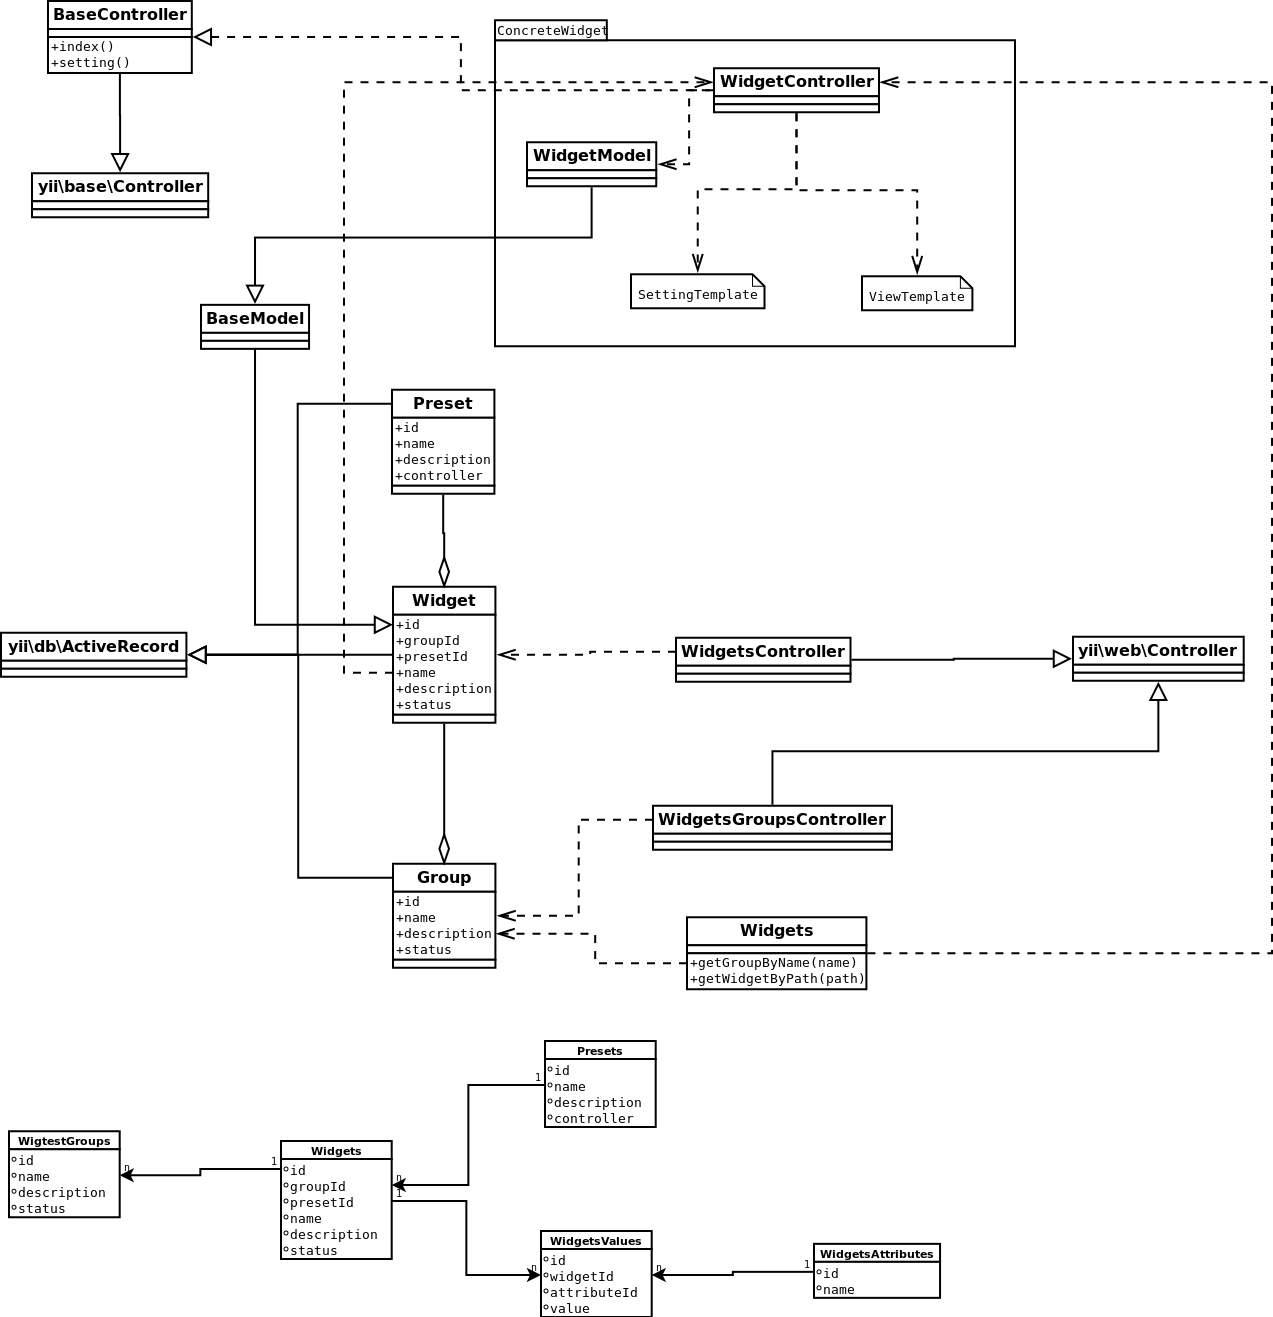 BaseController
+index()
+setting()
ConcreteWidget
WidgetController
WidgetModel
yii\base\Controller
SettingTemplate
ViewTemplate
BaseModel
Preset
+id
+name
+description
+controller
Widget
+id
+groupId
+presetId
+name
+description
+status
yii\db\ActiveRecord
WidgetsController
yii\web\Controller
WidgetsGroupsController
Group
+id
+name
+description
+status
Widgets
+getGroupByName(name)
+getWidgetByPath(path)
Presets
id
name
description
controller
1
n
WigtestGroups
id
name
description
status
n
1
Widgets
id
groupId
presetId
name
description
status
1
n
WidgetsValues
id
widgetId
attributeId
value
n
1
WidgetsAttributes
id
name